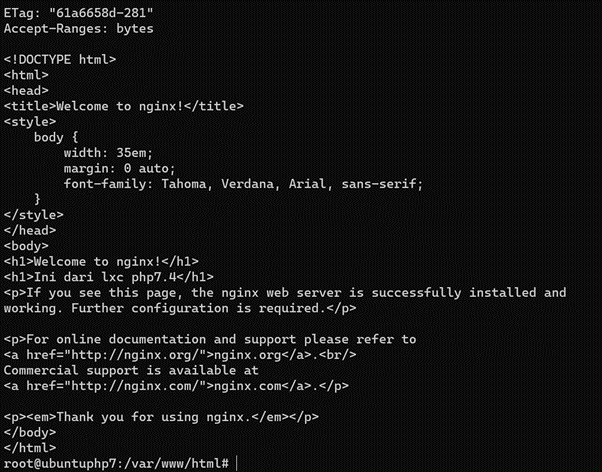 ETag: "61a6658d-281"
Accept-Ranges: bytes
<!DOCTYPE html>
<html>
<head>
<title>Welcome to nginx!</title>
<style>
    body {
        width: 35em;
        margin: 0 auto;
        font-family: Tahoma, Verdana, Arial, sans-serif;
    }
</style>
</head>
<body>
<h1>Welcome to nginx!</h1>
<h1>Ini dari lxc php7.4</h1>
<p>If you see this page, the nginx web server is successfully installed and
working. Further configuration is required.</p>
<p>For online documentation and support please refer to
<a href="http://nginx.org/">nginx.org</a>.<br/>
Commercial support is available at
<a href="http://nginx.com/">nginx.com</a>.</p>
<p><em>Thank you for using nginx.</em></p>
</body>
</html>
root@ubuntuphp7:/var/www/html#